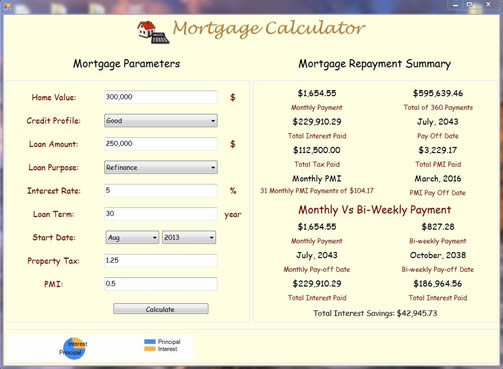 Mortgage Calculator
Mortgage Parameters
Home Value: 300,000 $
Credit Profile: Good
Loan Amount: 250,000 $
Loan Purpose: Refinance
Interest Rate: 5 %
Loan Term: 30 year
Start Date: Aug 2013
Property Tax: 1.25
PMI: 0.5
Calculate
Mortgage Repayment Summary
$1,654.55 $595,639.46
Monthly Payment Total of 360 Payments
$229,910.29 July, 2043
Total Interest Paid Pay Off Date
$112,500.00 $3,229.17
Total Tax Paid Total PMI Paid
Monthly PMI March, 2016
31 Monthly PMI Payments of $104.17 PMI Pay Off Date
Monthly Vs Bi-Weekly Payment
$1,654.55 $827.28
Monthly Payment Bi-weekly Payment
July, 2043 October, 2038
Monthly Pay-off Date Bi-weekly Pay-off Date
$229,910.29 $186,964.56
Total Interest Paid Total Interest Paid
Total Interest Savings: $42,945.73
Interest
Principal
Principal
Interest